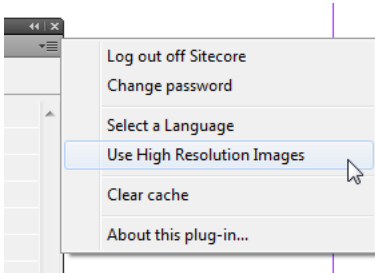 Log out off Sitecore
Change password
Select a Language
Use High Resolution Images
Clear cache
About this plug-in...